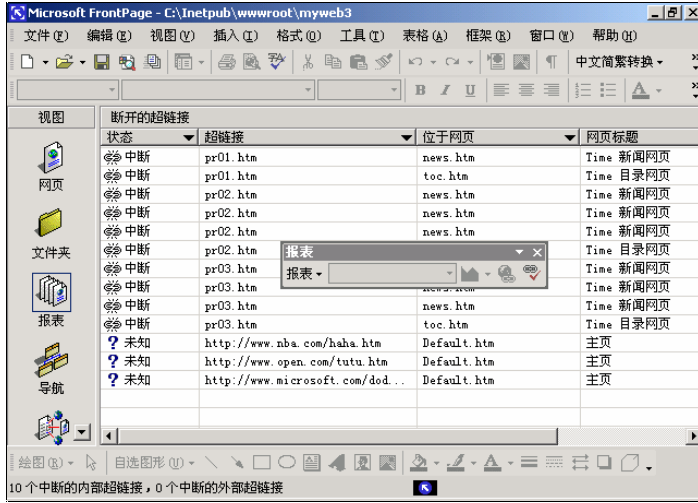 Microsoft FrontPage - C:\Inetpub\wwwroot\myweb3
文件(F) 编辑(E) 视图(V) 插入(I) 格式(O) 工具(T) 表格(A) 框架(R) 窗口(W) 帮助(H)
中文简繁转换
B I U A
视图 断开的超链接
状态 超链接 位于网页 网页标题
中断 pr01.htm news.htm Time 新闻网页
中断 pr01.htm toc.htm Time 目录网页
中断 pr02.htm news.htm Time 新闻网页
中断 pr02.htm news.htm Time 新闻网页
中断 pr02.htm news.htm Time 新闻网页
中断 pr02.htm Time 目录网页
中断 pr03.htm Time 新闻网页
中断 pr03.htm Time 新闻网页
中断 pr03.htm news.htm Time 新闻网页
中断 pr03.htm toc.htm Time 目录网页
? 未知 http://www.nba.com/haha.htm Default.htm 主页
? 未知 http://www.open.com/tutu.htm Default.htm 主页
? 未知 http://www.microsoft.com/dod... Default.htm 主页
网页
文件夹
报表
导航
报表
报表
绘图(R) 自选图形(U)
10 个中断的内部超链接，0 个中断的外部超链接